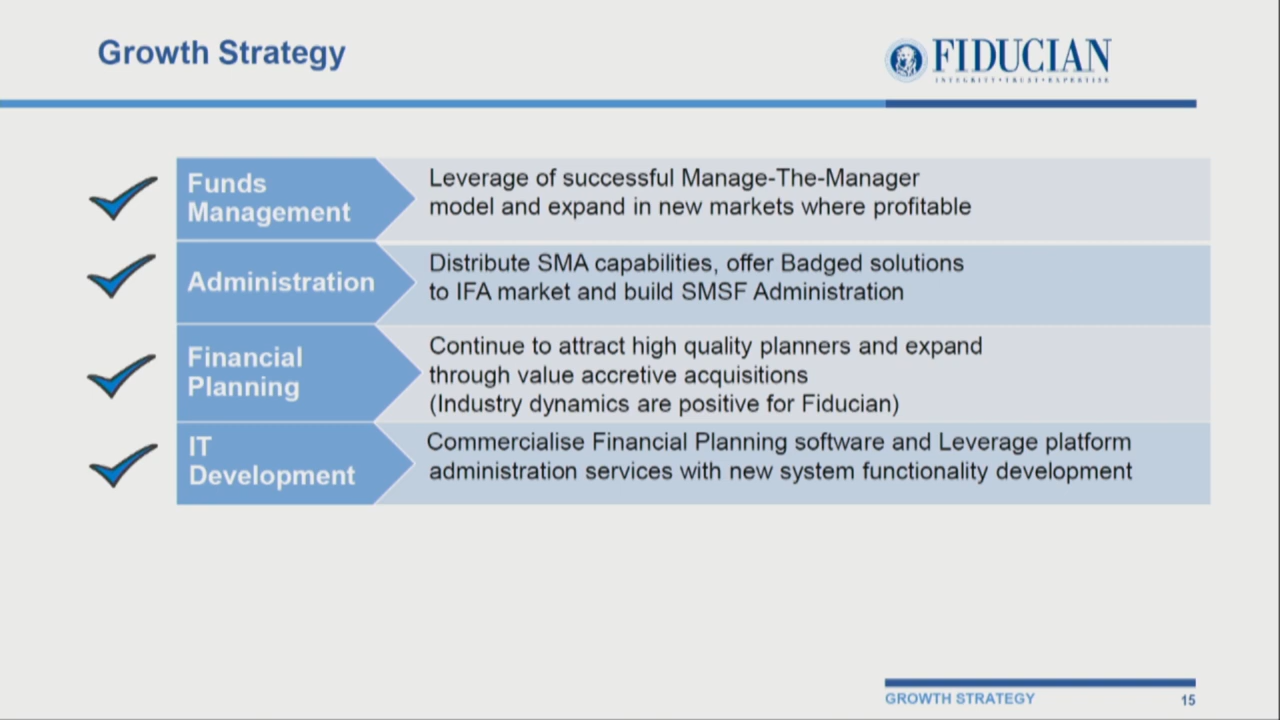 Growth Strategy
FIDUCIAN
INTEGRITY • TRUST • EXPERTISE
Funds
Management
Leverage of successful Manage-The-Manager
model and expand in new markets where profitable
Administration
Distribute SMA capabilities, offer Badged solutions
to IFA market and build SMSF Administration
Financial
Planning
Continue to attract high quality planners and expand
through value accretive acquisitions
(Industry dynamics are positive for Fiducian)
IT
Development
Commercialise Financial Planning software and Leverage platform
administration services with new system functionality development
GROWTH STRATEGY
15